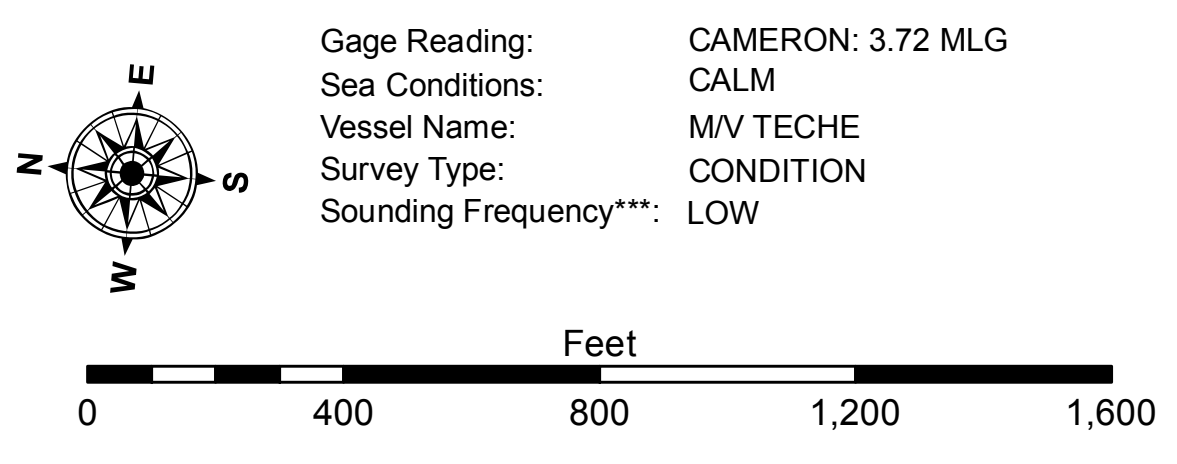 E
N
S
W
Gage Reading: CAMERON: 3.72 MLG
Sea Conditions: CALM
Vessel Name: M/V TECHE
Survey Type: CONDITION
Sounding Frequency***: LOW
Feet
0 400 800 1,200 1,600